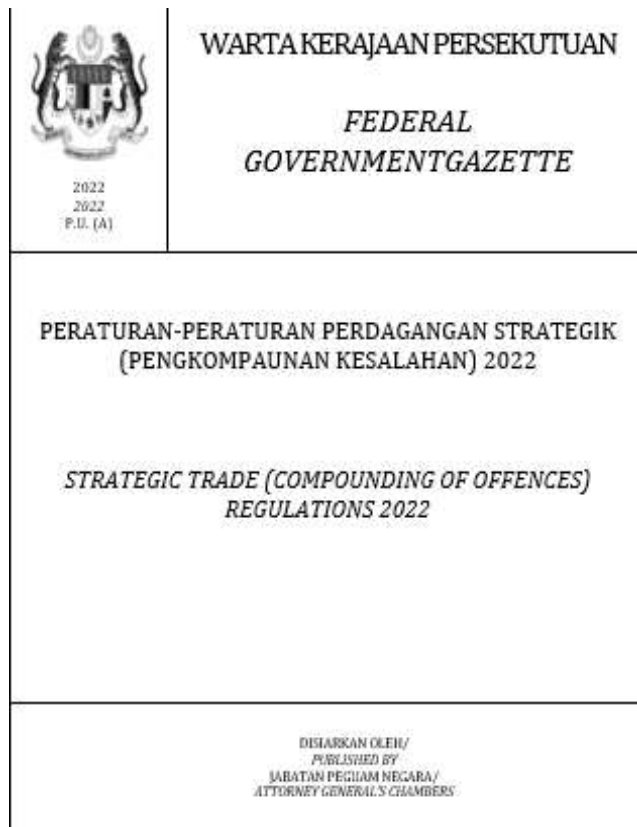 WARTA KERAJAAN PERSEKUTUAN
FEDERAL
GOVERNMENTGAZETTE
2022
2022
P.U. (A)
PERATURAN-PERATURAN PERDAGANGAN STRATEGIK
(PENGKOMPAUNAN KESALAHAN) 2022
STRATEGIC TRADE (COMPOUNDING OF OFFENCES)
REGULATIONS 2022
DISIARKAN OLEH/
PUBLISHED BY
JABATAN PEGUAM NEGARA/
ATTORNEY GENERAL'S CHAMBERS